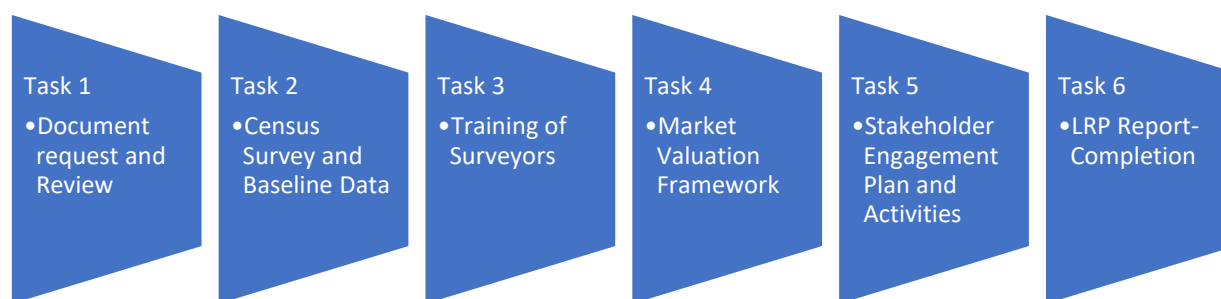 Task 1
•Document
request and
Review
Task 2
•Census
Survey and
Baseline Data
Task 3
•Training of
Surveyors
Task 4
•Market
Valuation
Framework
Task 5
•Stakeholder
Engagement
Plan and
Activities
Task 6
•LRP Report-
Completion